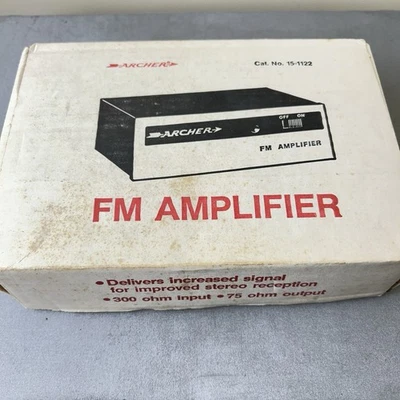 ARCHER
Cat. No. 15-1122
ARCHER
OFF ON
FM AMPLIFIER
FM AMPLIFIER
• Delivers increased signal
for improved stereo reception
• 300 ohm input • 75 ohm output